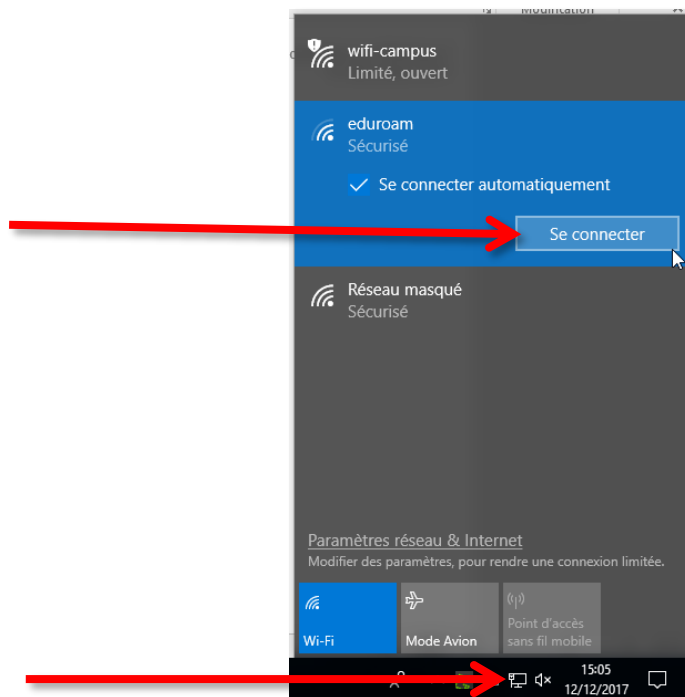 Modification
wifi-campus
Limité, ouvert
eduroam
Sécurisé
Se connecter automatiquement
Se connecter
Réseau masqué
Sécurisé
Paramètres réseau & Internet
Modifier des paramètres, pour rendre une connexion limitée.
Wi-Fi
Mode Avion
Point d'accès
sans fil mobile
15:05
12/12/2017